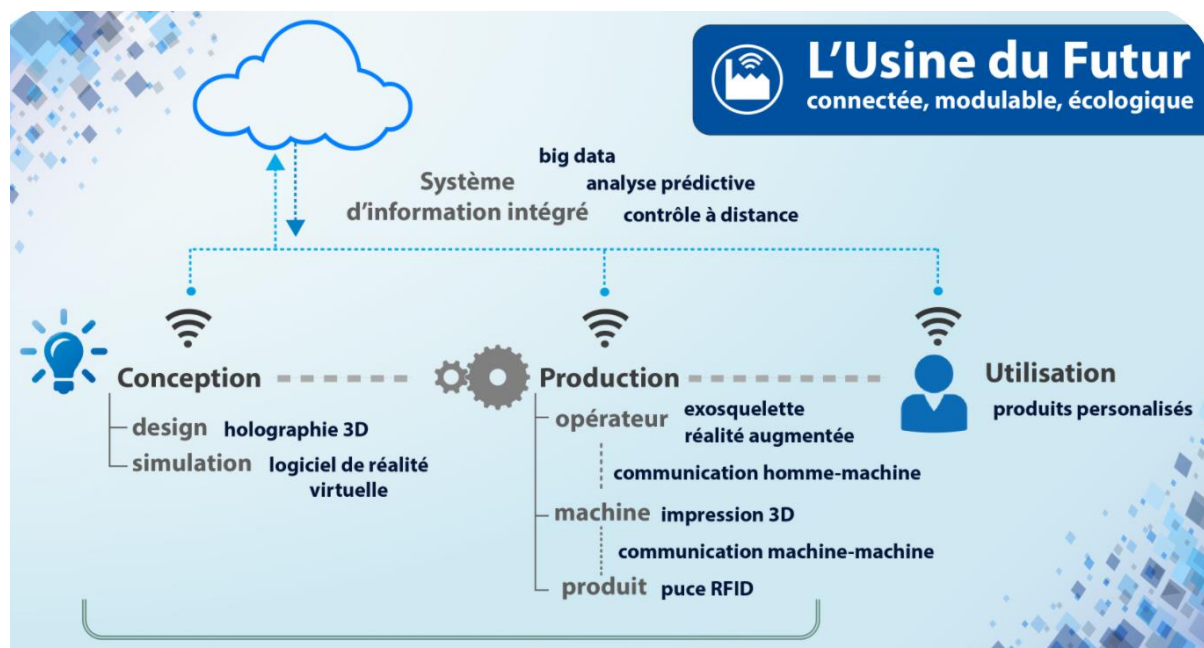 L'Usine du Futur
connectée, modulable, écologique
big data
Système
d'information intégré
analyse prédictive
contrôle à distance
Conception
design holographie 3D
simulation logiciel de réalité
virtuelle
Production
opérateur exosquelette
réalité augmentée
communication homme-machine
machine impression 3D
communication machine-machine
produit puce RFID
Utilisation
produits personalisés